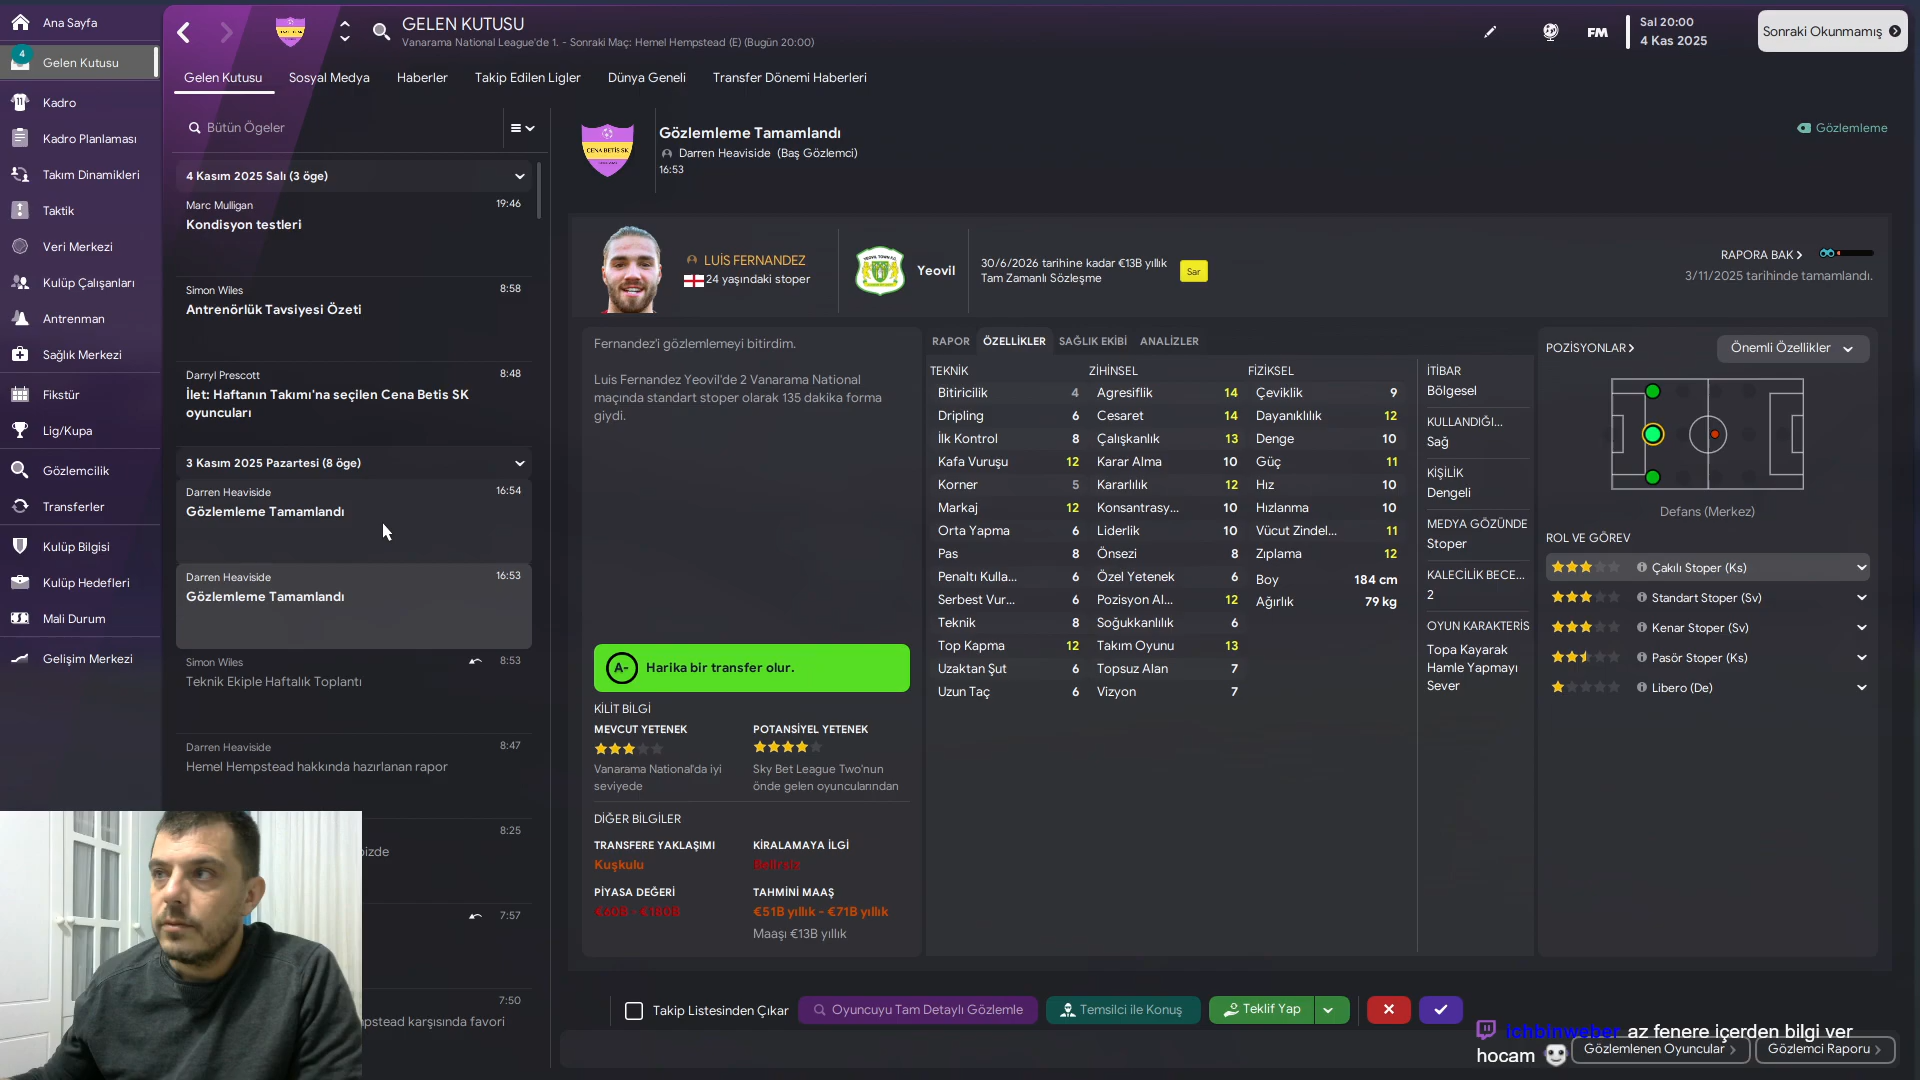 Ana Sayfa
4
Gelen Kutusu
Kadro
Kadro Planlaması
Takım Dinamikleri
Taktik
Veri Merkezi
Kulüp Çalışanları
Antrenman
Sağlık Merkezi
Fikstür
Lig/Kupa
Gözlemcilik
Transferler
Kulüp Bilgisi
Kulüp Hedefleri
Mali Durum
Gelişim Merkezi
GELEN KUTUSU
Vanarama National League'de 1. - Sonraki Maç: Hemel Hempstead (E) (Bugün 20:00)
FM
Sal 20:00
4 Kas 2025
Sonraki Okunmamış
Gelen Kutusu
Sosyal Medya
Haberler
Takip Edilen Ligler
Dünya Geneli
Transfer Dönemi Haberleri
Bütün Ögeler
4 Kasım 2025 Salı (3 öge)
Marc Mulligan 19:46
Kondisyon testleri
Simon Wiles 8:58
Antrenörlük Tavsiyesi Özeti
Darryl Prescott 8:48
İlet: Haftanın Takımı'na seçilen Cena Betis SK
oyuncuları
3 Kasım 2025 Pazartesi (8 öge)
Darren Heaviside 16:54
Gözlemleme Tamamlandı
Darren Heaviside 16:53
Gözlemleme Tamamlandı
Simon Wiles 8:53
Teknik Ekiple Haftalık Toplantı
Darren Heaviside 8:47
Hemel Hempstead hakkında hazırlanan rapor
8:25
7:57
7:50
karşısında favori
CENA BETİS SK
Gözlemleme Tamamlandı
Darren Heaviside (Baş Gözlemci)
16:53
Gözlemleme
LUİS FERNANDEZ
24 yaşındaki stoper
Yeovil
30/6/2026 tarihine kadar €13B yıllık
Tam Zamanlı Sözleşme
Sar
RAPORA BAK
3/11/2025 tarihinde tamamlandı.
Fernandez'i gözlemlemeyi bitirdim.
Luis Fernandez Yeovil'de 2 Vanarama National
maçında standart stoper olarak 135 dakika forma
giydi.
A- Harika bir transfer olur.
KİLİT BİLGİ
MEVCUT YETENEK
Vanarama National'da iyi
seviyede
POTANSİYEL YETENEK
Sky Bet League Two'nun
önde gelen oyuncularından
DİĞER BİLGİLER
TRANSFERE YAKLAŞIMI
Kuşkulu
KİRALAMAYA İLGİ
Belirsiz
PİYASA DEĞERİ
€60B - €180B
TAHMİNİ MAAŞ
€51B yıllık - €71B yıllık
Maaşı €13B yıllık
RAPOR
ÖZELLİKLER
SAĞLIK EKİBİ
ANALİZLER
TEKNİK
Bitiricilik 4
Dripling 6
İlk Kontrol 8
Kafa Vuruşu 12
Korner 5
Markaj 12
Orta Yapma 6
Pas 8
Penaltı Kulla... 6
Serbest Vur... 6
Teknik 8
Top Kapma 12
Uzaktan Şut 6
Uzun Taç 6
ZİHİNSEL
Agresiflik 14
Cesaret 14
Çalışkanlık 13
Karar Alma 10
Kararlılık 12
Konsantrasy... 10
Liderlik 10
Önsezi 8
Özel Yetenek 6
Pozisyon Al... 12
Soğukkanlılık 6
Takım Oyunu 13
Topsuz Alan 7
Vizyon 7
FİZİKSEL
Çeviklik 9
Dayanıklılık 12
Denge 10
Güç 11
Hız 10
Hızlanma 10
Vücut Zindel... 11
Zıplama 12
Boy 184 cm
Ağırlık 79 kg
İTİBAR
Bölgesel
KULLANDIĞI...
Sağ
KİŞİLİK
Dengeli
MEDYA GÖZÜNDE
Stoper
KALECİLİK BECE...
2
OYUN KARAKTERİS
Topa Kayarak
Hamle Yapmayı
Sever
POZİSYONLAR
Önemli Özellikler
Defans (Merkez)
ROL VE GÖREV
Çakılı Stoper (Ks)
Standart Stoper (Sv)
Kenar Stoper (Sv)
Pasör Stoper (Ks)
Libero (De)
Takip Listesinden Çıkar
Oyuncuyu Tam Detaylı Gözlemle
Temsilci ile Konuş
Teklif Yap
ichbinweber az fenere içerden bilgi ver
hocam
Gözlemlenen Oyuncular
Gözlemci Raporu